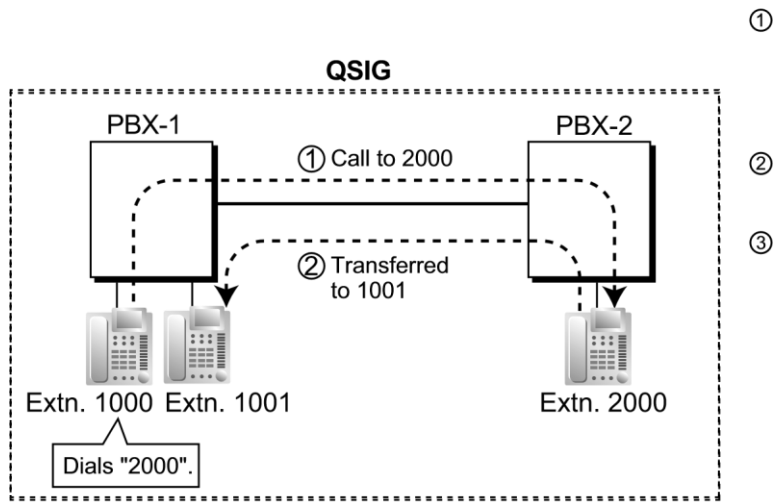 ①
QSIG
PBX-1
PBX-2
① Call to 2000
②
② Transferred
to 1001
③
Extn. 1000
Extn. 1001
Extn. 2000
Dials "2000".